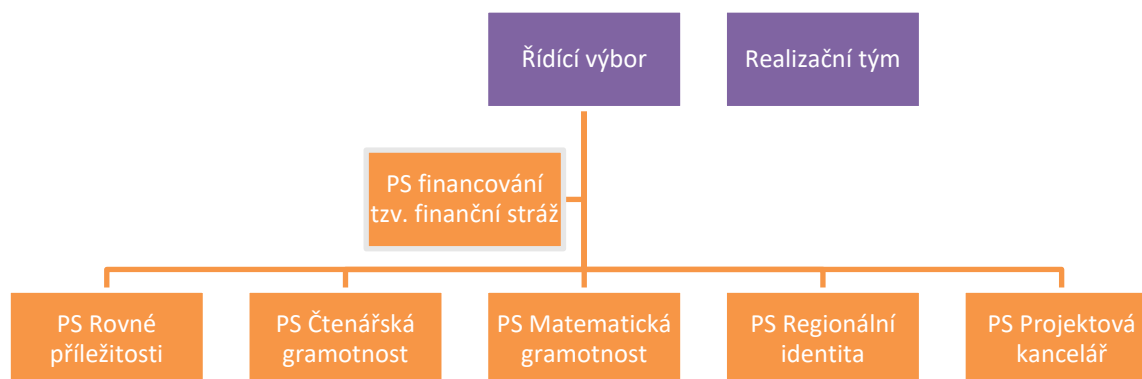 Řídící výbor
Realizační tým
PS financování
tzv. finanční stráž
PS Rovné
příležitosti
PS Čtenářská
gramotnost
PS Matematická
gramotnost
PS Regionální
identita
PS Projektová
kancelář